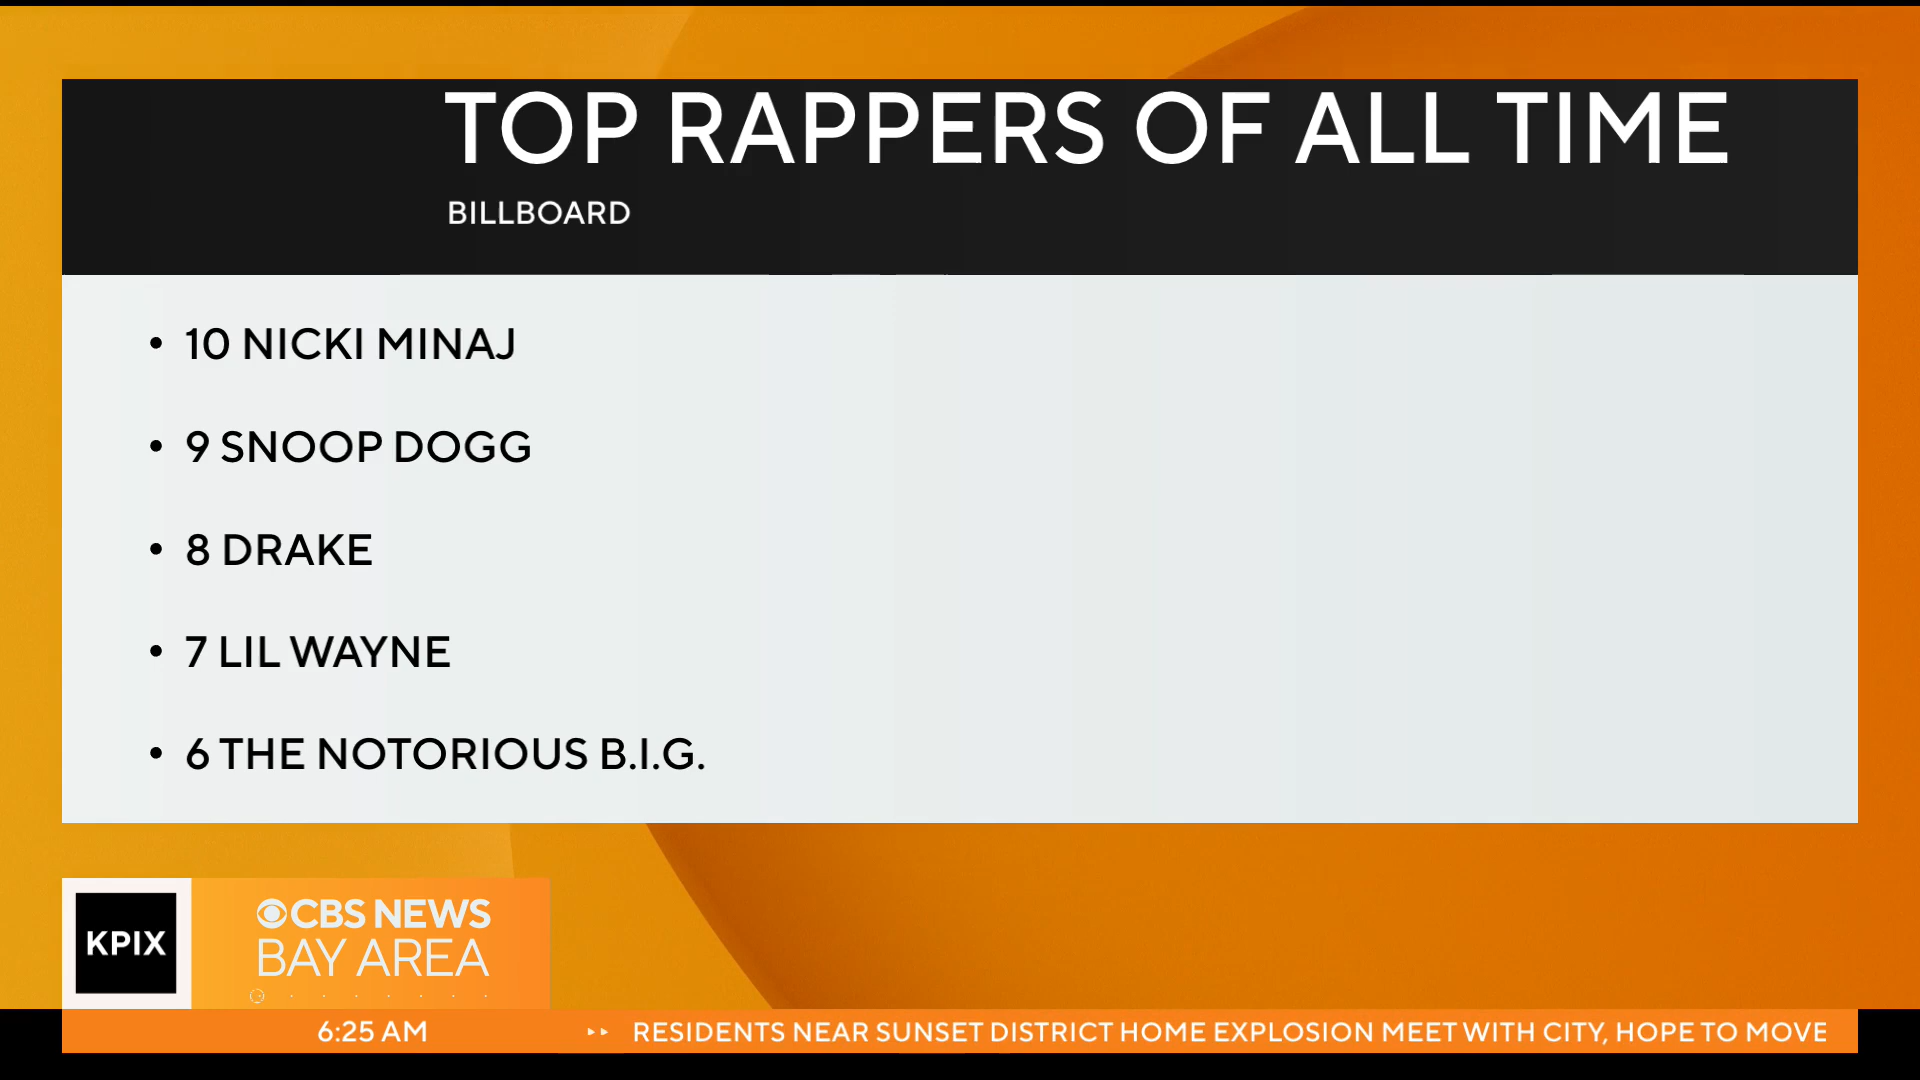 TOP RAPPERS OF ALL TIME
BILLBOARD
• 10 NICKI MINAJ
• 9 SNOOP DOGG
• 8 DRAKE
• 7 LIL WAYNE
• 6 THE NOTORIOUS B.I.G.
KPIX
CBS NEWS
BAY AREA
6:25 AM
RESIDENTS NEAR SUNSET DISTRICT HOME EXPLOSION MEET WITH CITY, HOPE TO MOVE